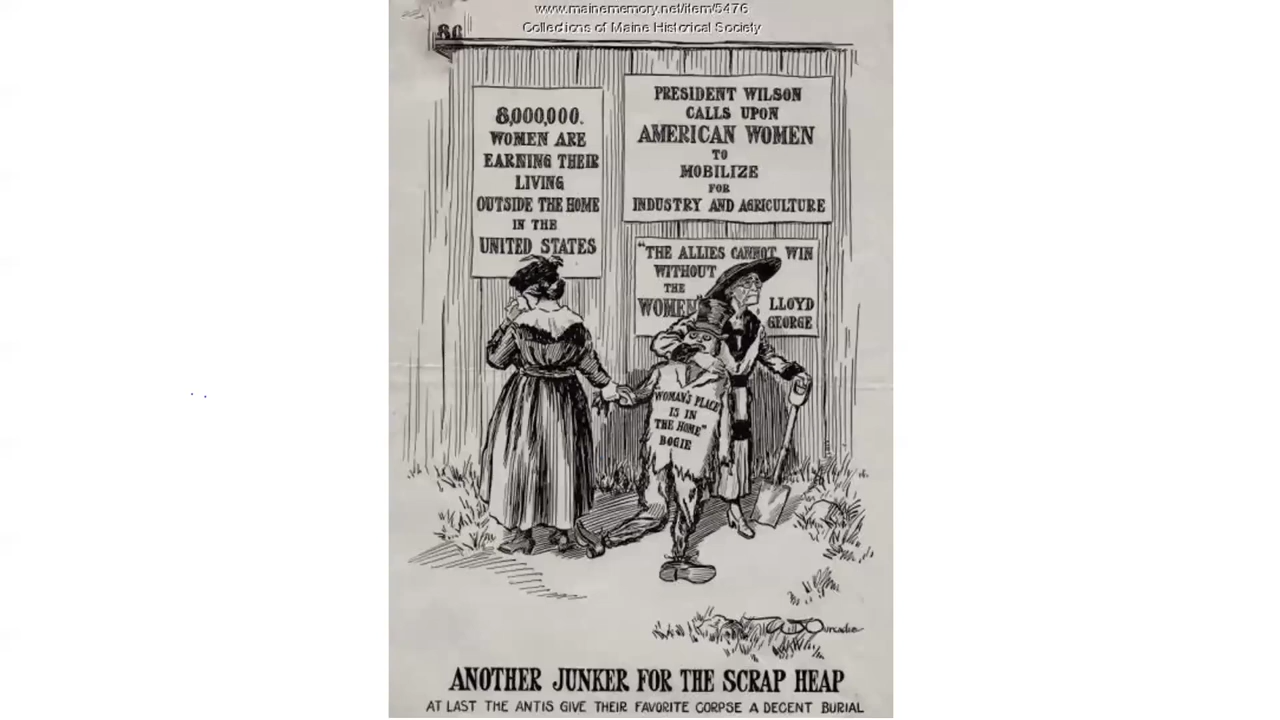 www.mainememory.net/item/5476
Collections of Maine Historical Society
80
8,000,000.
WOMEN ARE
EARNING THEIR
LIVING
OUTSIDE THE HOME
IN THE
UNITED STATES
PRESIDENT WILSON
CALLS UPON
AMERICAN WOMEN
TO
MOBILIZE
FOR
INDUSTRY AND AGRICULTURE
"THE ALLIES CANNOT WIN
WITHOUT
THE
WOMEN"
LLOYD
GEORGE
WOMAN'S PLACE
IS IN
THE HOME"
BOGIE
ANOTHER JUNKER FOR THE SCRAP HEAP
AT LAST THE ANTIS GIVE THEIR FAVORITE CORPSE A DECENT BURIAL